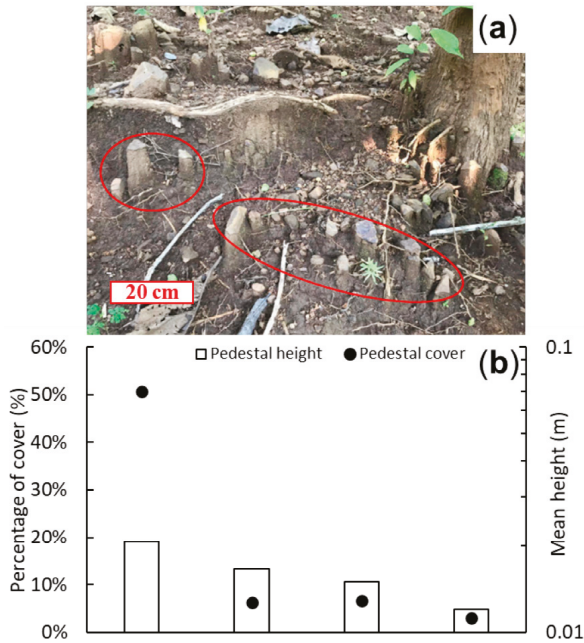 (a)
20 cm
(b)
Pedestal height
Pedestal cover
Percentage of cover (%)
60%
50%
40%
30%
20%
10%
0%
0.1
0.01
Mean height (m)